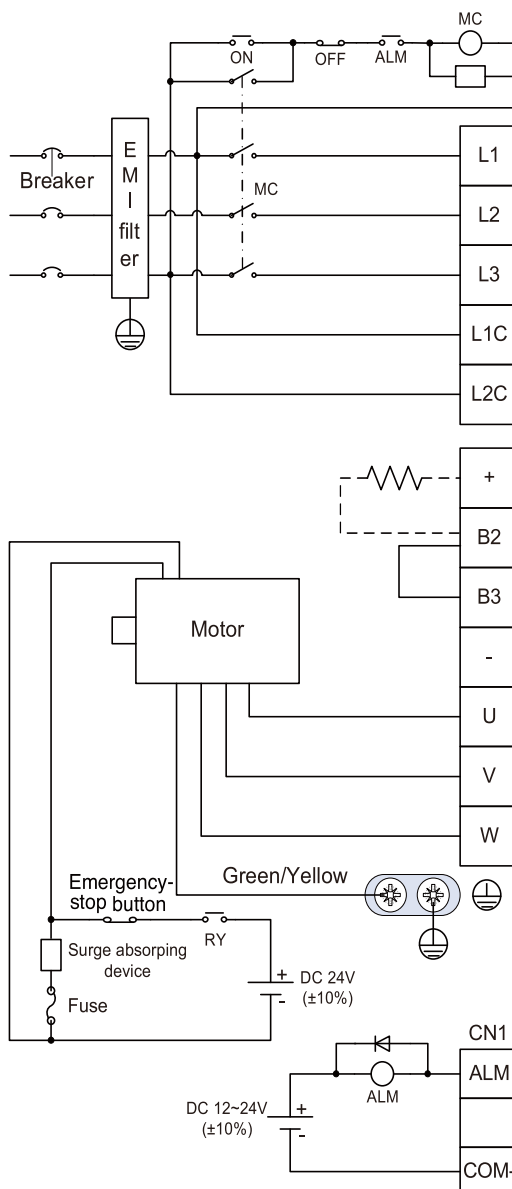 MC
ON
OFF
ALM
E
M
I
filt
er
Breaker
MC
L1
L2
L3
L1C
L2C
+
B2
B3
-
U
V
W
Motor
Green/Yellow
Emergency-
stop button
RY
Surge absorping
device
Fuse
+
-
DC 24V
(±10%)
CN1
ALM
ALM
DC 12~24V
(±10%)
+
-
COM-